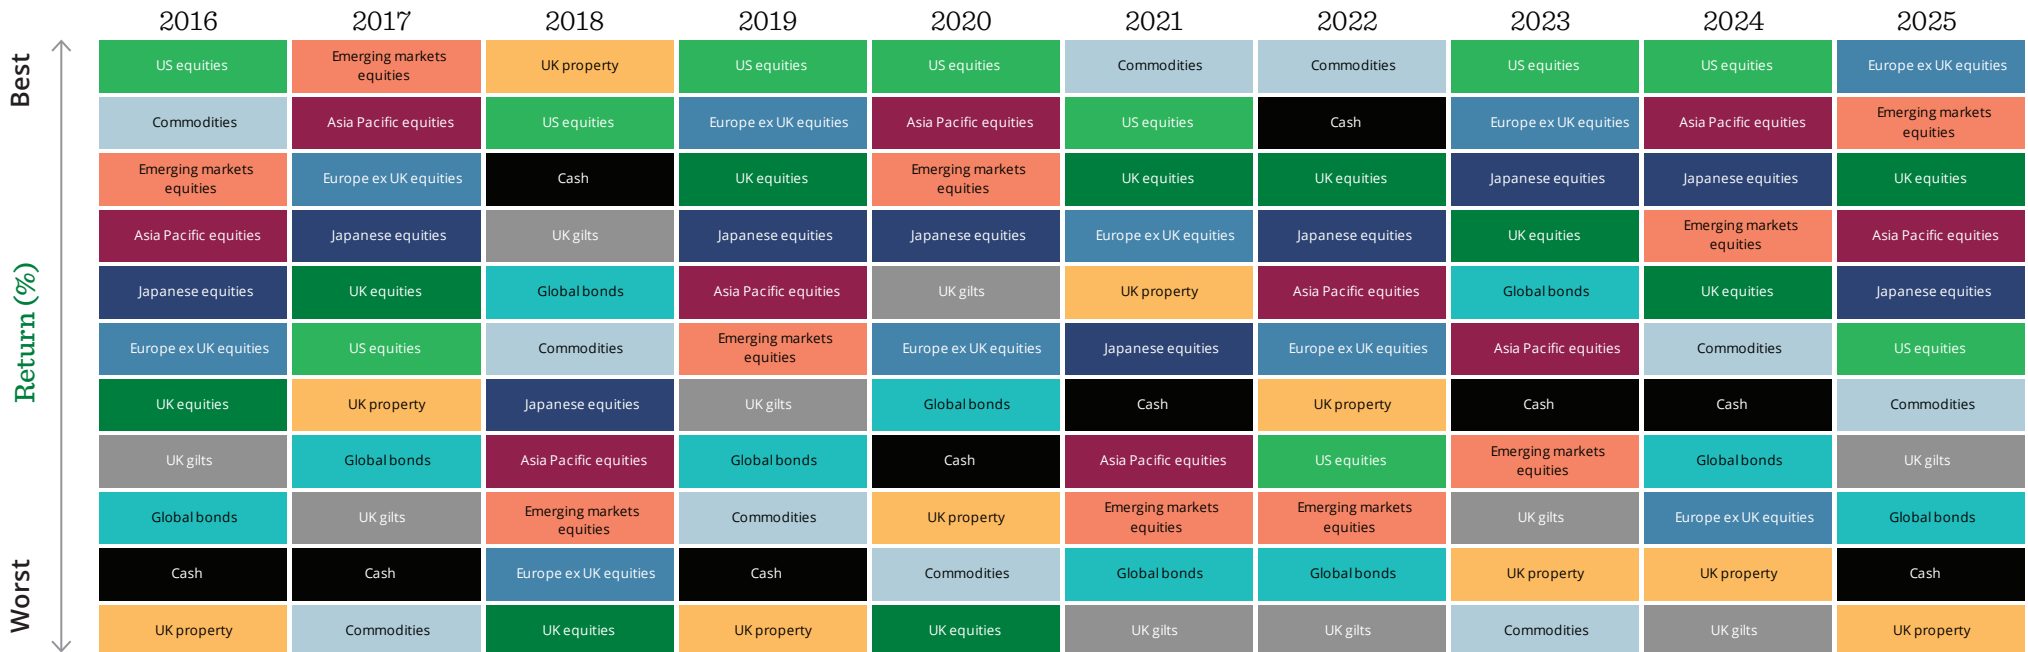 2016 2017 2018 2019 2020 2021 2022 2023 2024 2025
Best
Return (%)
Worst
US equities
Emerging markets
equities
UK property
US equities
US equities
Commodities
Commodities
US equities
US equities
Europe ex UK equities
Commodities
Asia Pacific equities
US equities
Europe ex UK equities
Asia Pacific equities
US equities
Cash
Europe ex UK equities
Asia Pacific equities
Emerging markets
equities
Emerging markets
equities
Europe ex UK equities
Cash
UK equities
Emerging markets
equities
UK equities
UK equities
Japanese equities
Japanese equities
UK equities
Asia Pacific equities
Japanese equities
UK gilts
Japanese equities
Japanese equities
Europe ex UK equities
Japanese equities
UK equities
Emerging markets
equities
Asia Pacific equities
Japanese equities
UK equities
Global bonds
Asia Pacific equities
UK gilts
UK property
Asia Pacific equities
Global bonds
UK equities
Japanese equities
Europe ex UK equities
US equities
Commodities
Emerging markets
equities
Europe ex UK equities
Japanese equities
Europe ex UK equities
Asia Pacific equities
Commodities
US equities
UK equities
UK property
Japanese equities
UK gilts
Global bonds
Cash
UK property
Cash
Cash
Commodities
UK gilts
Global bonds
Asia Pacific equities
Global bonds
Cash
Asia Pacific equities
US equities
Emerging markets
equities
Global bonds
UK gilts
Global bonds
UK gilts
Emerging markets
equities
Commodities
UK property
Emerging markets
equities
Emerging markets
equities
UK gilts
Europe ex UK equities
Global bonds
Cash
Cash
Europe ex UK equities
Cash
Commodities
Global bonds
Global bonds
UK property
UK property
Cash
UK property
Commodities
UK equities
UK property
UK equities
UK gilts
UK gilts
Commodities
UK gilts
UK property